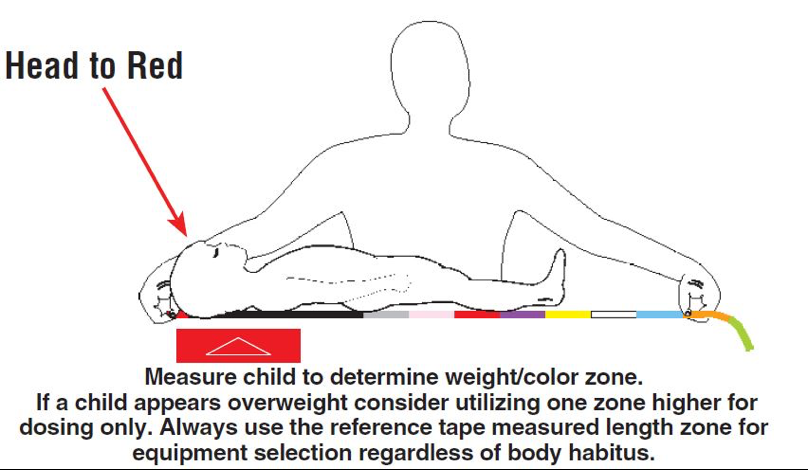 Head to Red
Measure child to determine weight/color zone.
If a child appears overweight consider utilizing one zone higher for
dosing only. Always use the reference tape measured length zone for
equipment selection regardless of body habitus.